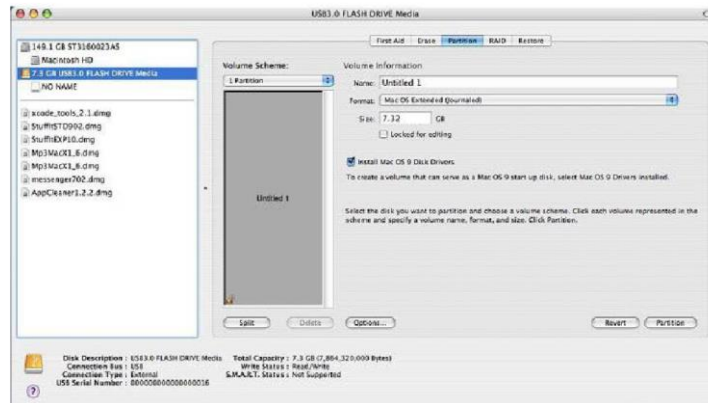 USB3.0 FLASH DRIVE Media
First Aid Erase Partition RAID Restore
149.1 GB ST3160023AS
Macintosh HD
7.3 GB USB3.0 FLASH DRIVE Media
NO NAME
xcode_tools_2.1.dmg
StuffItSTD902.dmg
StuffItEXP10.dmg
Mp3MacX1_6.dmg
Mp3MacX1_6.dmg
messenger702.dmg
AppCleaner1.2.2.dmg
Volume Scheme:
1 Partition
Untitled 1
Split Delete Options...
Volume Information
Name: Untitled 1
Format: Mac OS Extended (Journaled)
Size: 7.32 GB
Locked for editing
Install Mac OS 9 Disk Drivers
To create a volume that can serve as a Mac OS 9 start up disk, select Mac OS 9 Drivers installed.
Select the disk you want to partition and choose a volume scheme. Click each volume represented in the
scheme and specify a volume name, format, and size. Click Partition.
Revert Partition
Disk Description : USB3.0 FLASH DRIVE Media
Connection Bus : USB
Connection Type : External
USB Serial Number : 0000000000000016
Total Capacity : 7.3 GB (7,864,320,000 Bytes)
Write Status : Read/Write
S.M.A.R.T. Status : Not Supported